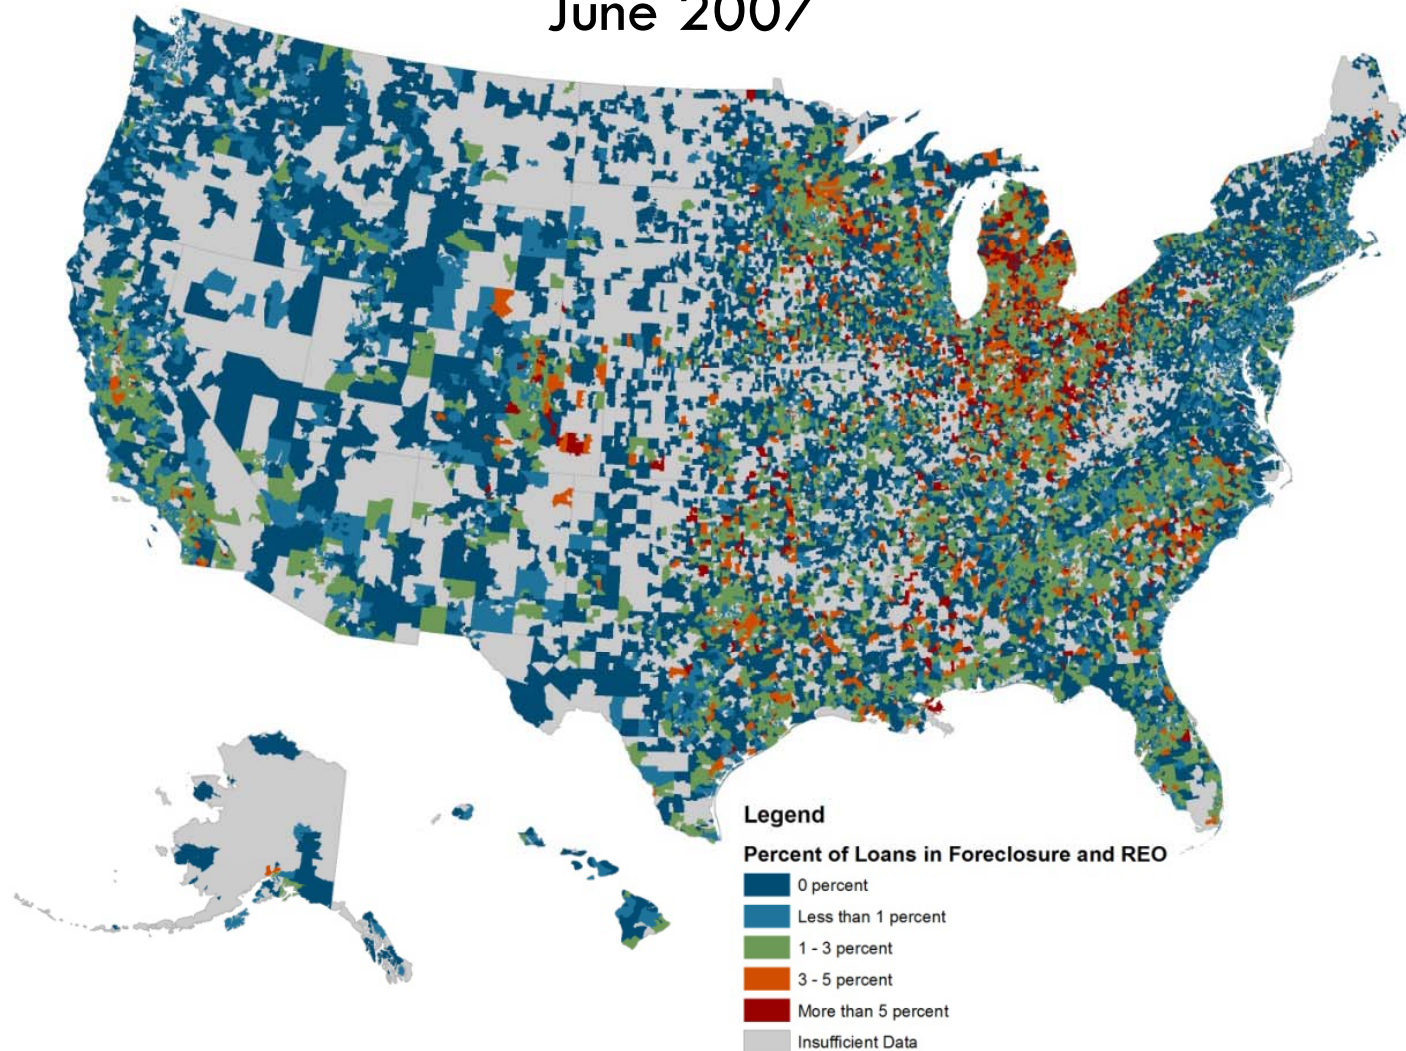 June 2007
Legend
Percent of Loans in Foreclosure and REO
0 percent
Less than 1 percent
1 - 3 percent
3 - 5 percent
More than 5 percent
Insufficient Data